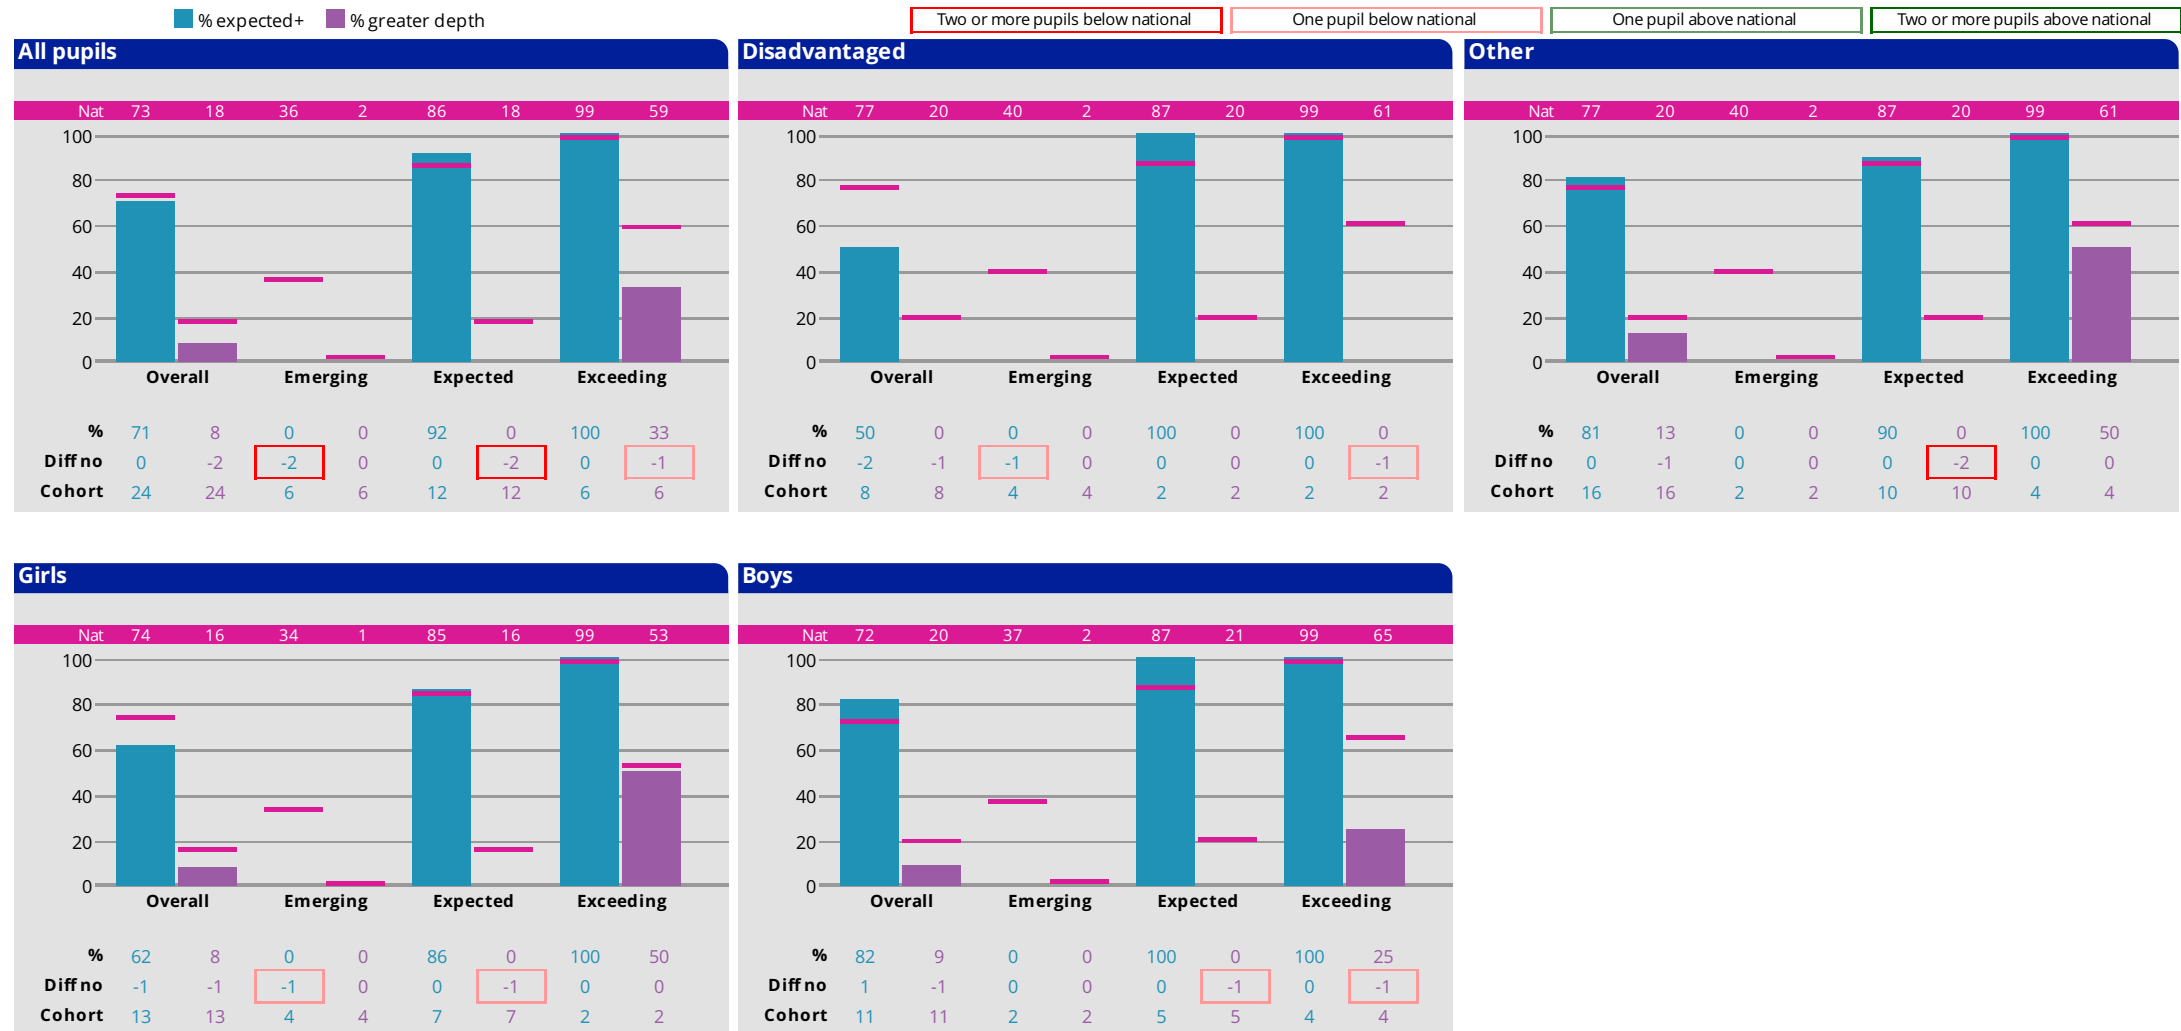 % expected+ % greater depth
Two or more pupils below national One pupil below national One pupil above national Two or more pupils above national
All pupils
Nat 73 18 36 2 86 18 99 59
100
80
60
40
20
0
Overall Emerging Expected Exceeding
% 71 8 0 0 92 0 100 33
Diff no 0 -2 -2 0 0 -2 0 -1
Cohort 24 24 6 6 12 12 6 6
Disadvantaged
Nat 77 20 40 2 87 20 99 61
100
80
60
40
20
0
Overall Emerging Expected Exceeding
% 50 0 0 0 100 0 100 0
Diff no -2 -1 -1 0 0 0 0 -1
Cohort 8 8 4 4 2 2 2 2
Other
Nat 77 20 40 2 87 20 99 61
100
80
60
40
20
0
Overall Emerging Expected Exceeding
% 81 13 0 0 90 0 100 50
Diff no 0 -1 0 0 0 -2 0 0
Cohort 16 16 2 2 10 10 4 4
Girls
Nat 74 16 34 1 85 16 99 53
100
80
60
40
20
0
Overall Emerging Expected Exceeding
% 62 8 0 0 86 0 100 50
Diff no -1 -1 -1 0 0 -1 0 0
Cohort 13 13 4 4 7 7 2 2
Boys
Nat 72 20 37 2 87 21 99 65
100
80
60
40
20
0
Overall Emerging Expected Exceeding
% 82 9 0 0 100 0 100 25
Diff no 1 -1 0 0 0 -1 0 -1
Cohort 11 11 2 2 5 5 4 4